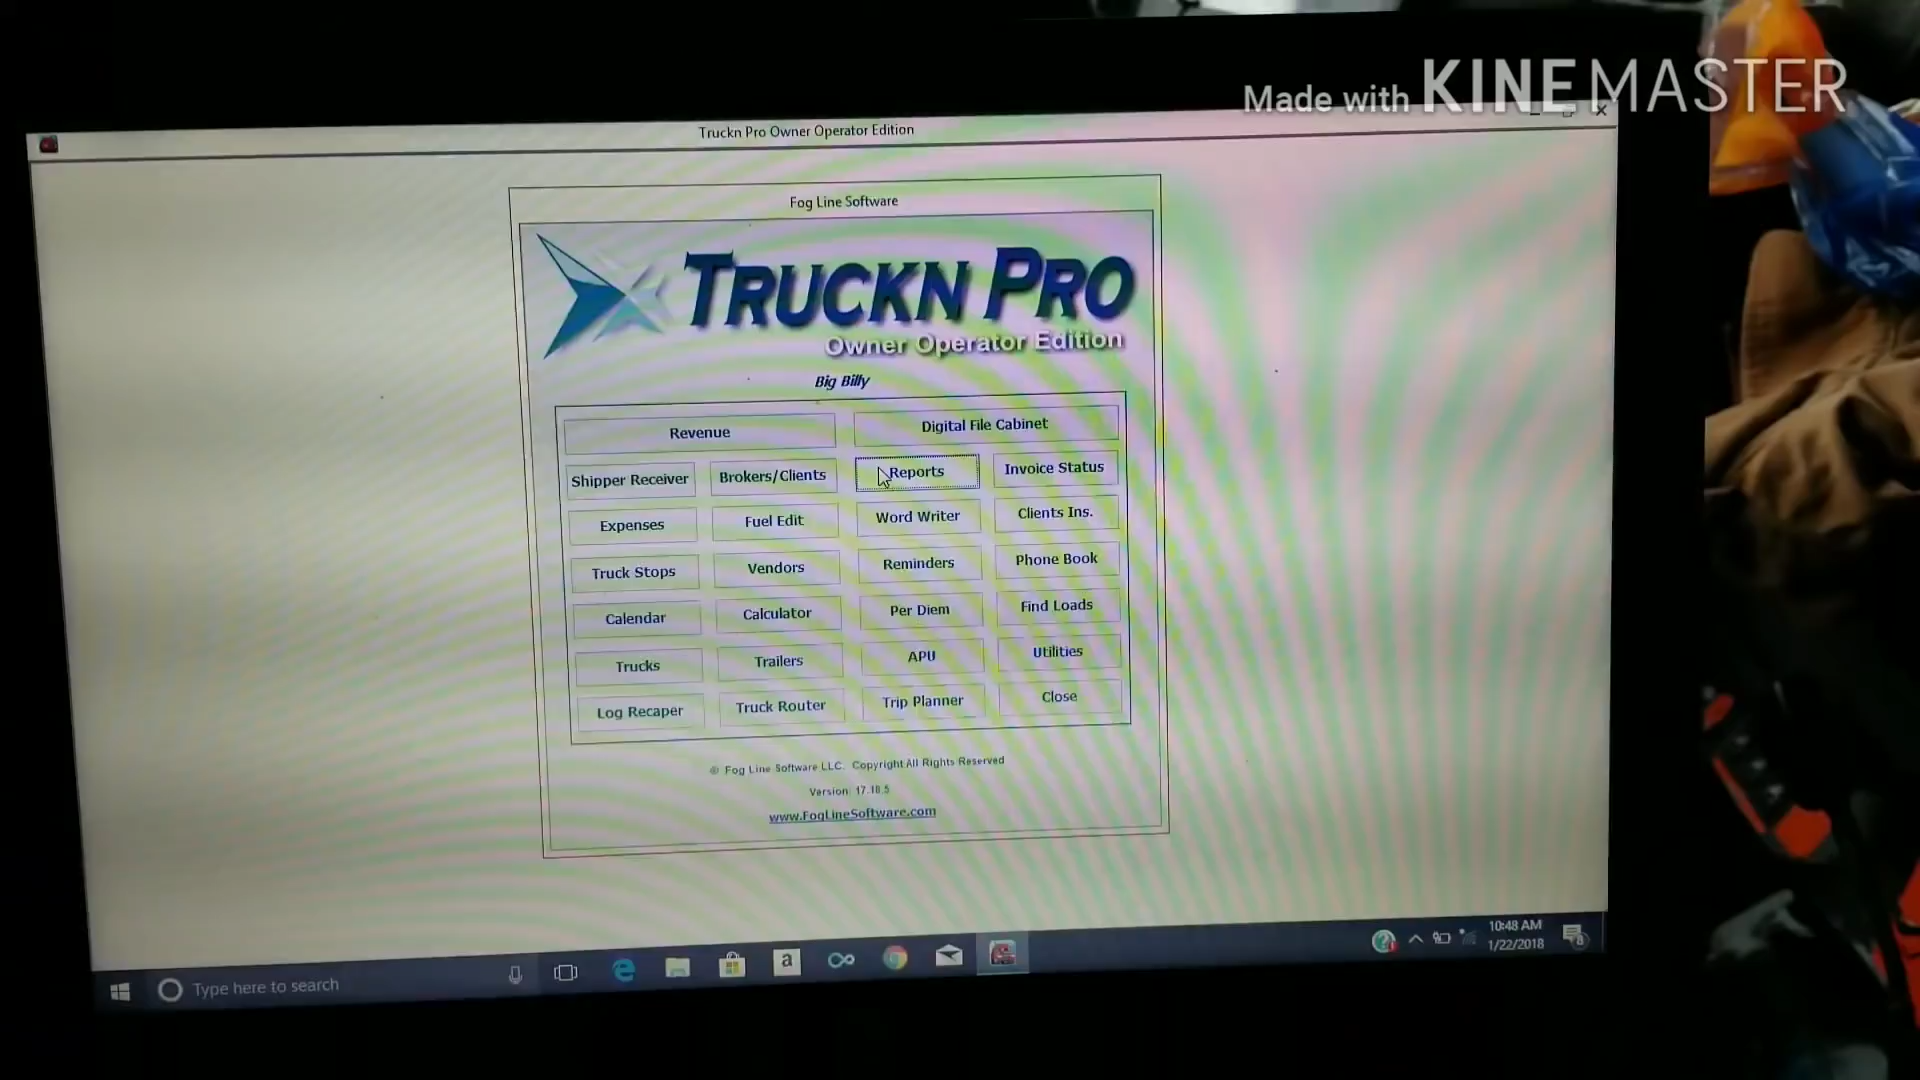 Made with KINEMASTER
Truckn Pro Owner Operator Edition
Fog Line Software
TRUCKN PRO
Owner Operator Edition
Big Billy
Revenue
Digital File Cabinet
Shipper Receiver
Brokers/Clients
Reports
Invoice Status
Expenses
Fuel Edit
Word Writer
Clients Ins.
Truck Stops
Vendors
Reminders
Phone Book
Calendar
Calculator
Per Diem
Find Loads
Trucks
Trailers
APU
Utilities
Log Recaper
Truck Router
Trip Planner
Close
© Fog Line Software LLC. Copyright All Rights Reserved
Version: 17.18.5
www.FogLineSoftware.com
Type here to search
a
10:48 AM
1/22/2018